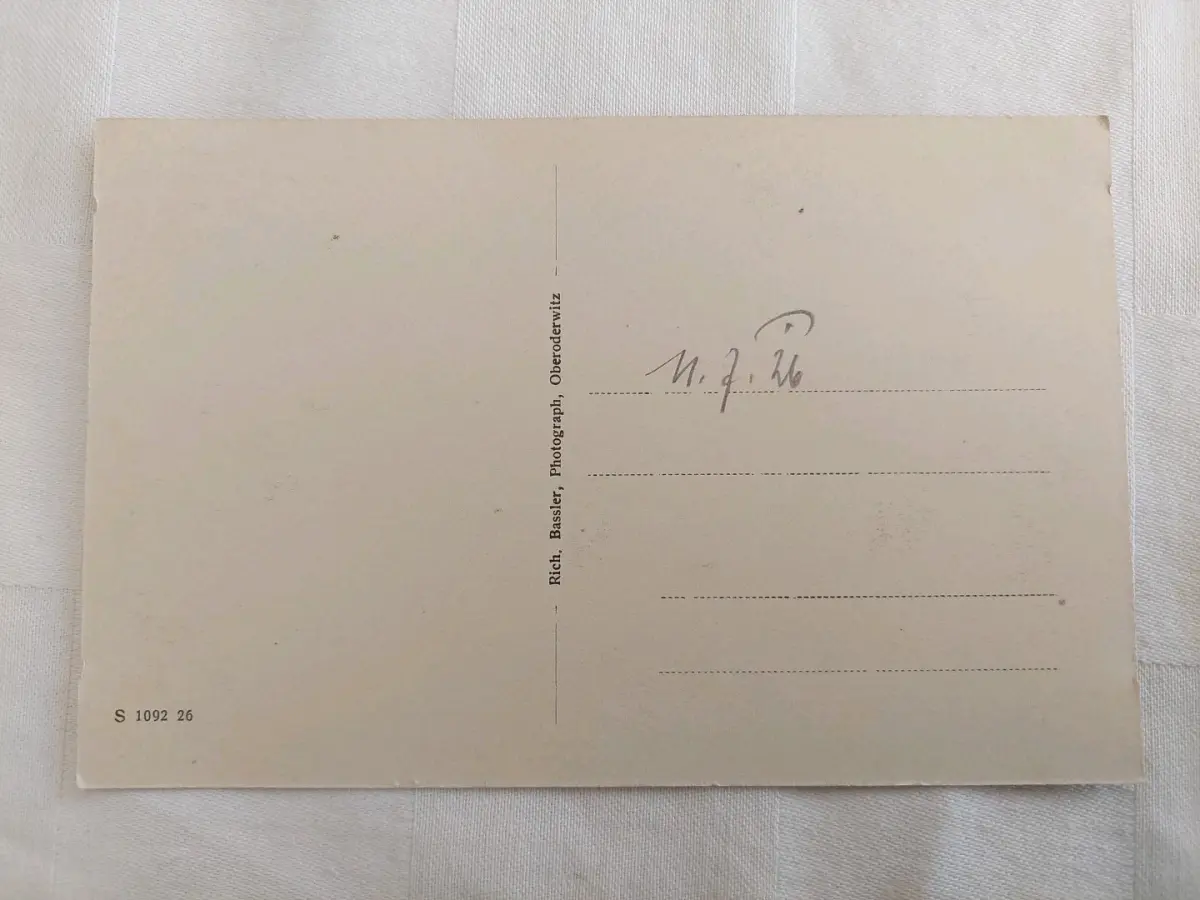 Rich. Bassler, Photograph, Oberoderwitz
11. 7. 26
S 1092 26